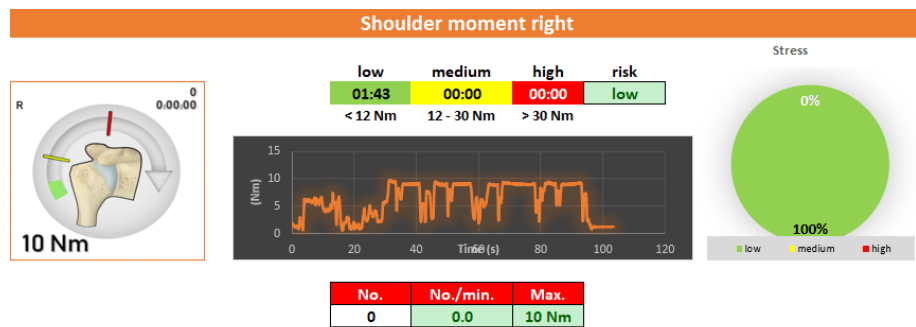 Shoulder moment right
Stress
low medium high risk
01:43 00:00 00:00 low
< 12 Nm 12 - 30 Nm > 30 Nm
R
0
0:00:00
10 Nm
(Nm)
15
10
5
0
0 20 40 60 80 100 120
Time (s)
0%
100%
low medium high
No. No./min. Max.
0 0.0 10 Nm